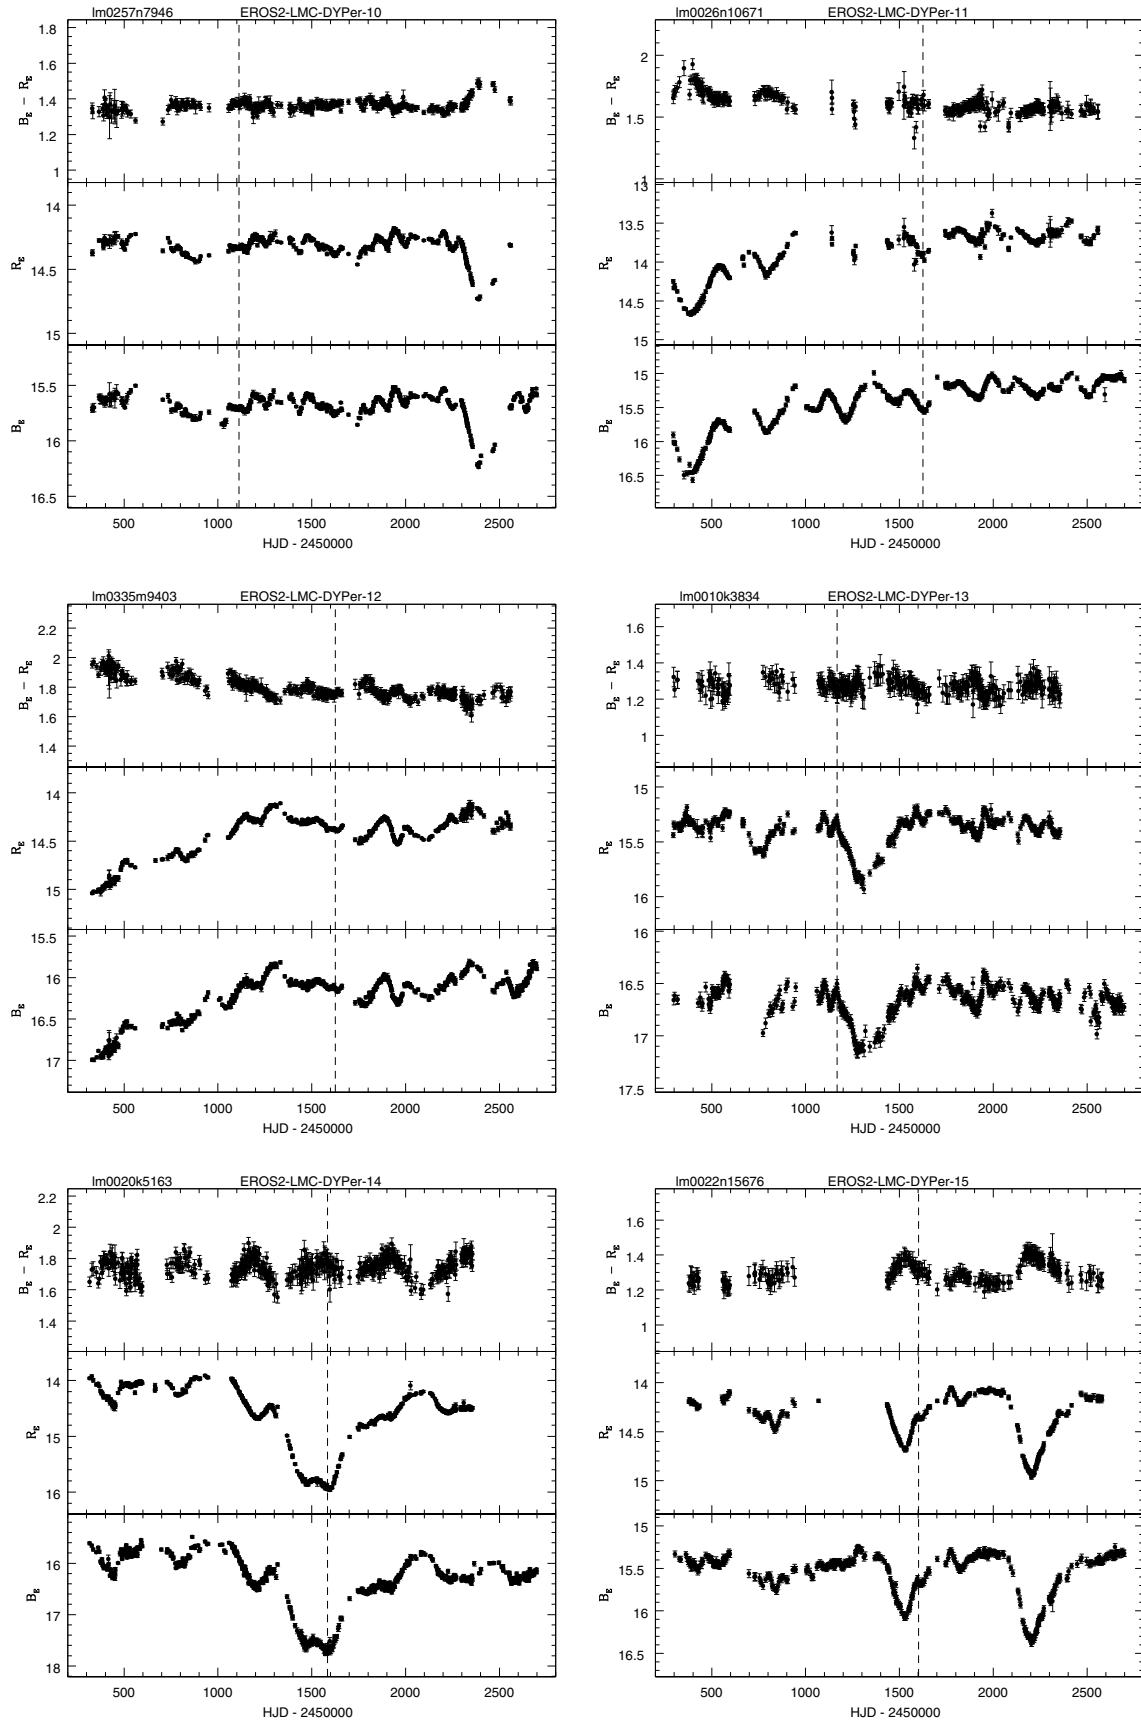 lm0257n7946 EROS2-LMC-DYPer-10
1.8
1.6
1.4
1.2
1
B_E - R_E
14
14.5
15
R_E
15.5
16
16.5
B_E
500 1000 1500 2000 2500
HJD - 2450000
lm0026n10671 EROS2-LMC-DYPer-11
2
1.5
1
B_E - R_E
13
13.5
14
14.5
15
R_E
15
15.5
16
16.5
B_E
500 1000 1500 2000 2500
HJD - 2450000
lm0335m9403 EROS2-LMC-DYPer-12
2.2
2
1.8
1.6
1.4
B_E - R_E
14
14.5
15
R_E
15.5
16
16.5
17
B_E
500 1000 1500 2000 2500
HJD - 2450000
lm0010k3834 EROS2-LMC-DYPer-13
1.6
1.4
1.2
1
B_E - R_E
15
15.5
16
R_E
16
16.5
17
17.5
B_E
500 1000 1500 2000 2500
HJD - 2450000
lm0020k5163 EROS2-LMC-DYPer-14
2.2
2
1.8
1.6
1.4
B_E - R_E
14
15
16
R_E
16
17
18
B_E
500 1000 1500 2000 2500
HJD - 2450000
lm0022n15676 EROS2-LMC-DYPer-15
1.6
1.4
1.2
1
B_E - R_E
14
14.5
15
R_E
15
15.5
16
16.5
B_E
500 1000 1500 2000 2500
HJD - 2450000